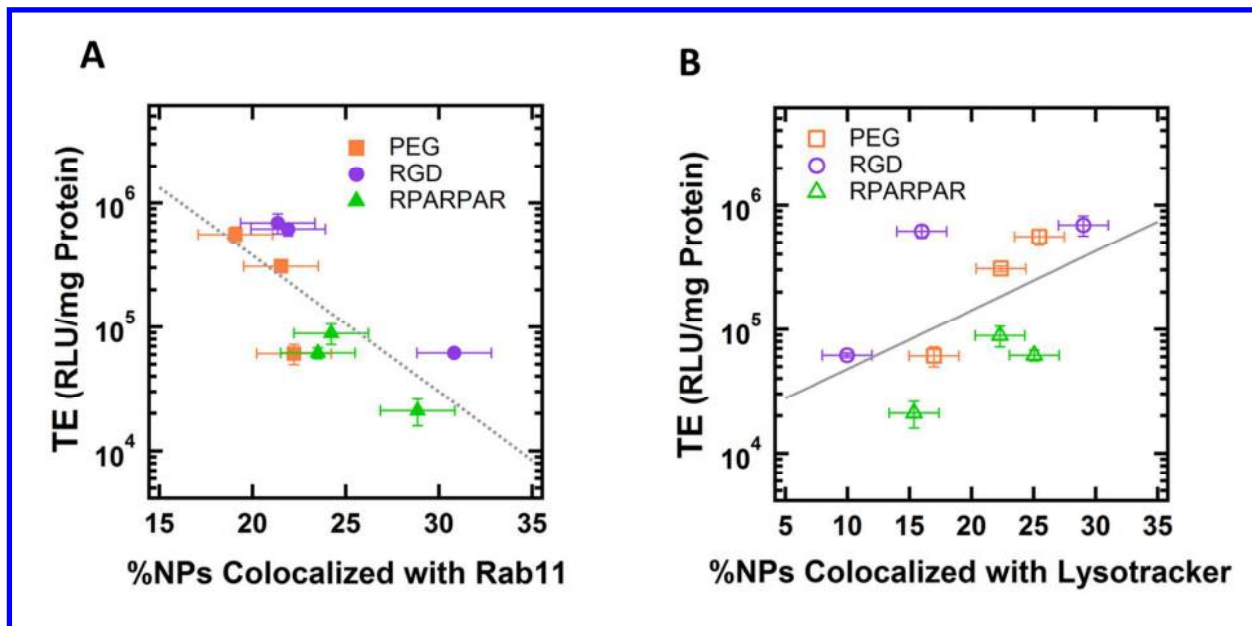 A
TE (RLU/mg Protein)
10^6
10^5
10^4
PEG
RGD
RPARPAR
15 20 25 30 35
%NPs Colocalized with Rab11
B
TE (RLU/mg Protein)
10^6
10^5
10^4
PEG
RGD
RPARPAR
5 10 15 20 25 30 35
%NPs Colocalized with Lysotracker